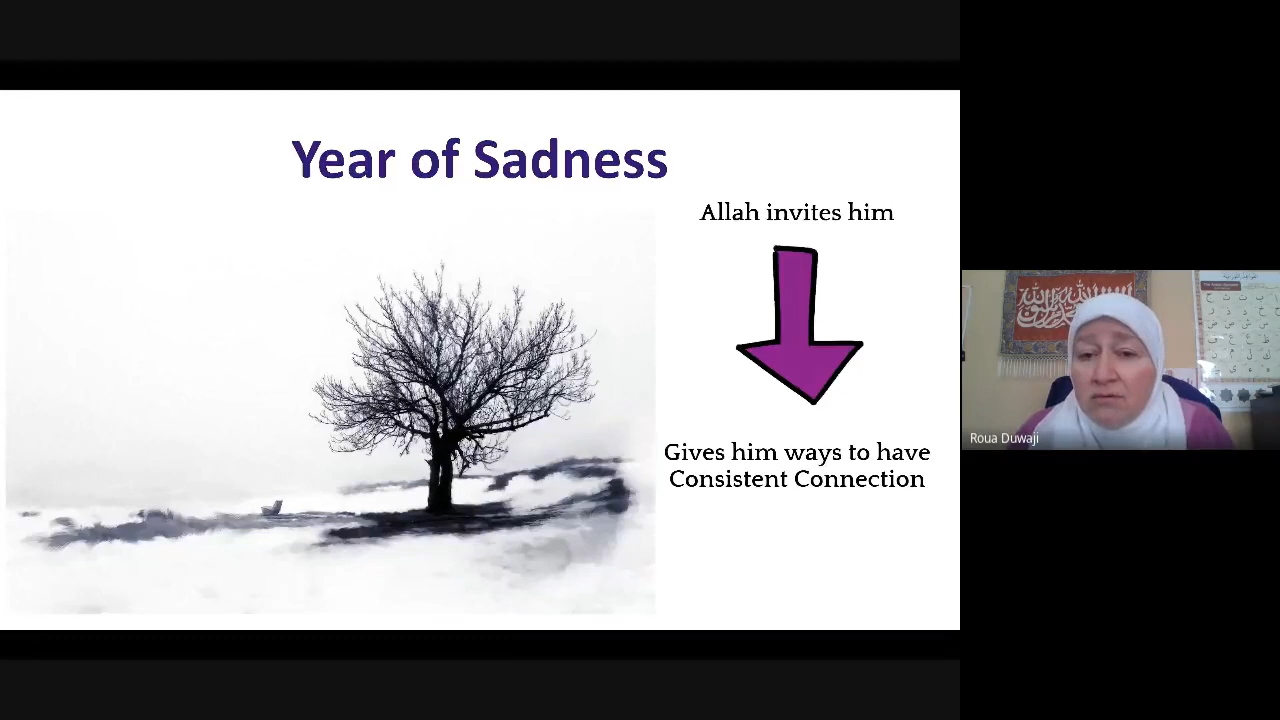 Year of Sadness
Allah invites him
Gives him ways to have
Consistent Connection
Roua Duwaji